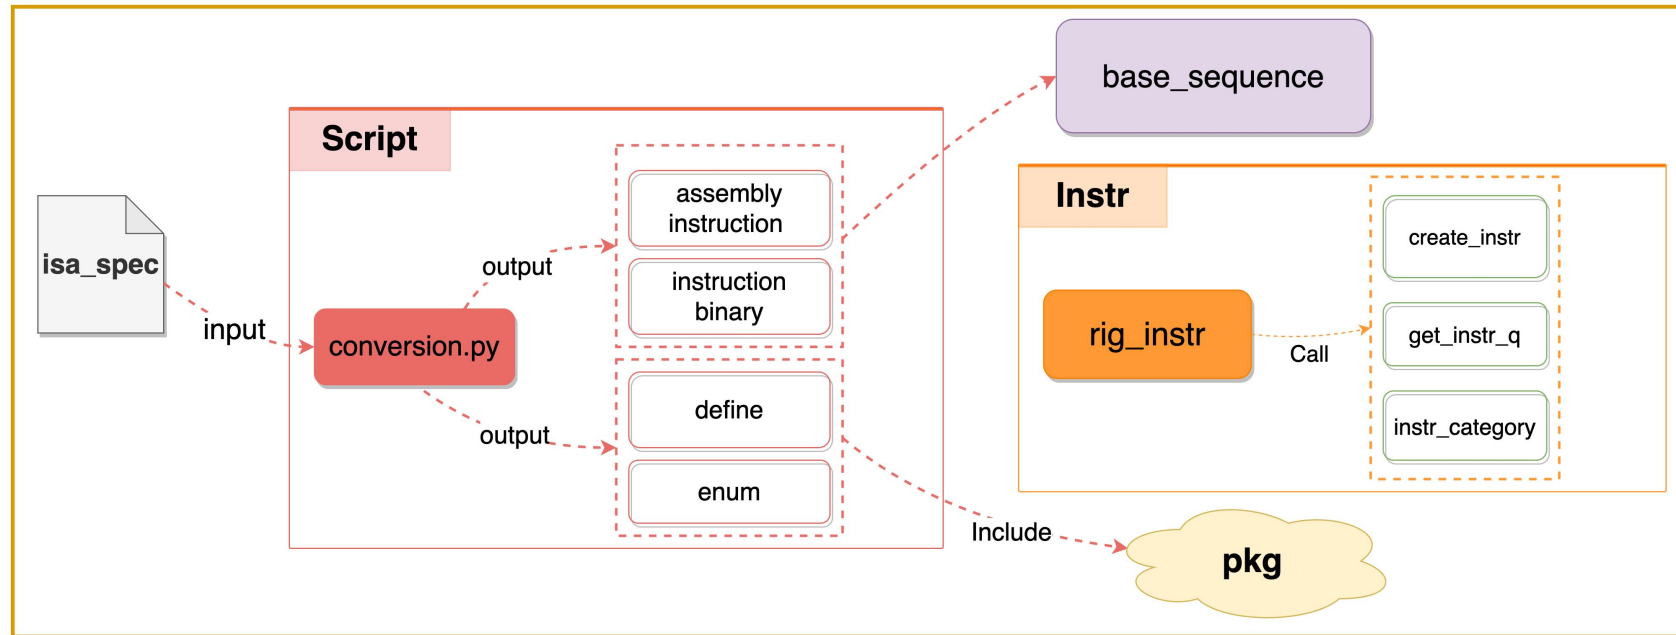 isa_spec
input
Script
conversion.py
output
output
assembly
instruction
instruction
binary
define
enum
base_sequence
Instr
rig_instr
Call
create_instr
get_instr_q
instr_category
Include
pkg